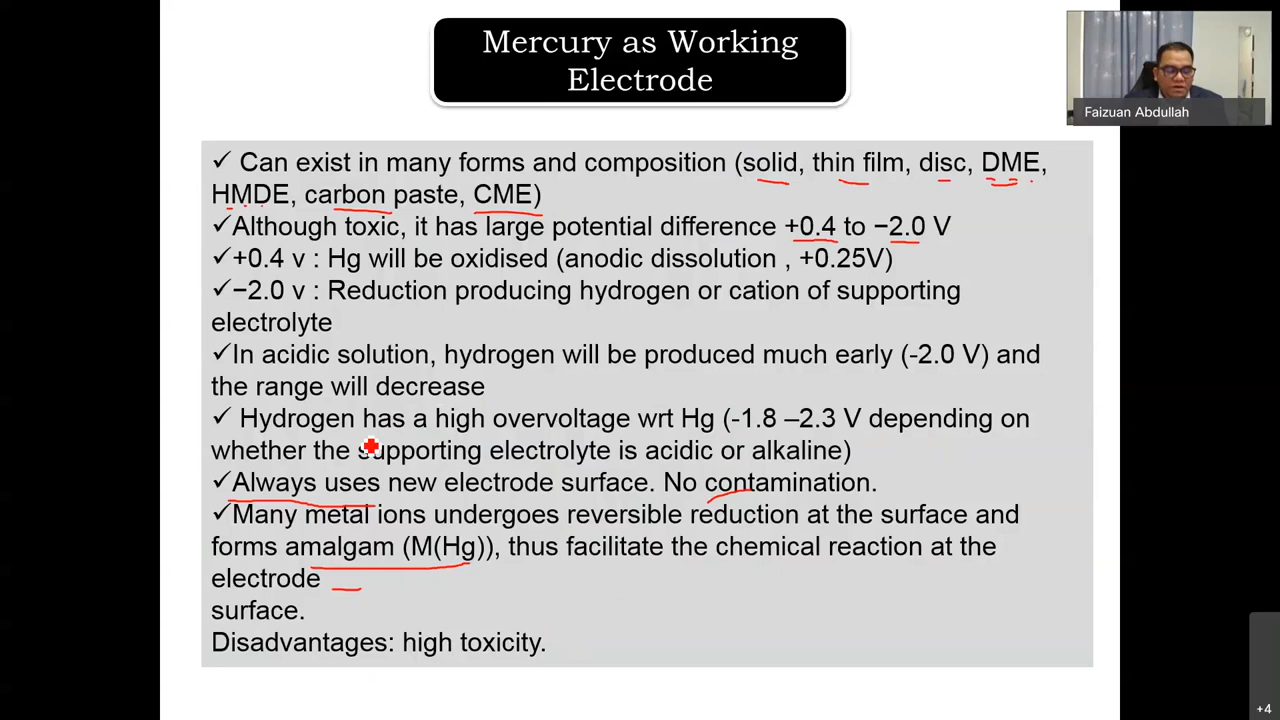 Mercury as Working
Electrode
Faizuan Abdullah
✓ Can exist in many forms and composition (solid, thin film, disc, DME,
HMDE, carbon paste, CME)
✓Although toxic, it has large potential difference +0.4 to −2.0 V
✓+0.4 v : Hg will be oxidised (anodic dissolution , +0.25V)
✓−2.0 v : Reduction producing hydrogen or cation of supporting
electrolyte
✓In acidic solution, hydrogen will be produced much early (-2.0 V) and
the range will decrease
✓ Hydrogen has a high overvoltage wrt Hg (-1.8 –2.3 V depending on
whether the supporting electrolyte is acidic or alkaline)
✓Always uses new electrode surface. No contamination.
✓Many metal ions undergoes reversible reduction at the surface and
forms amalgam (M(Hg)), thus facilitate the chemical reaction at the
electrode
surface.
Disadvantages: high toxicity.
+4